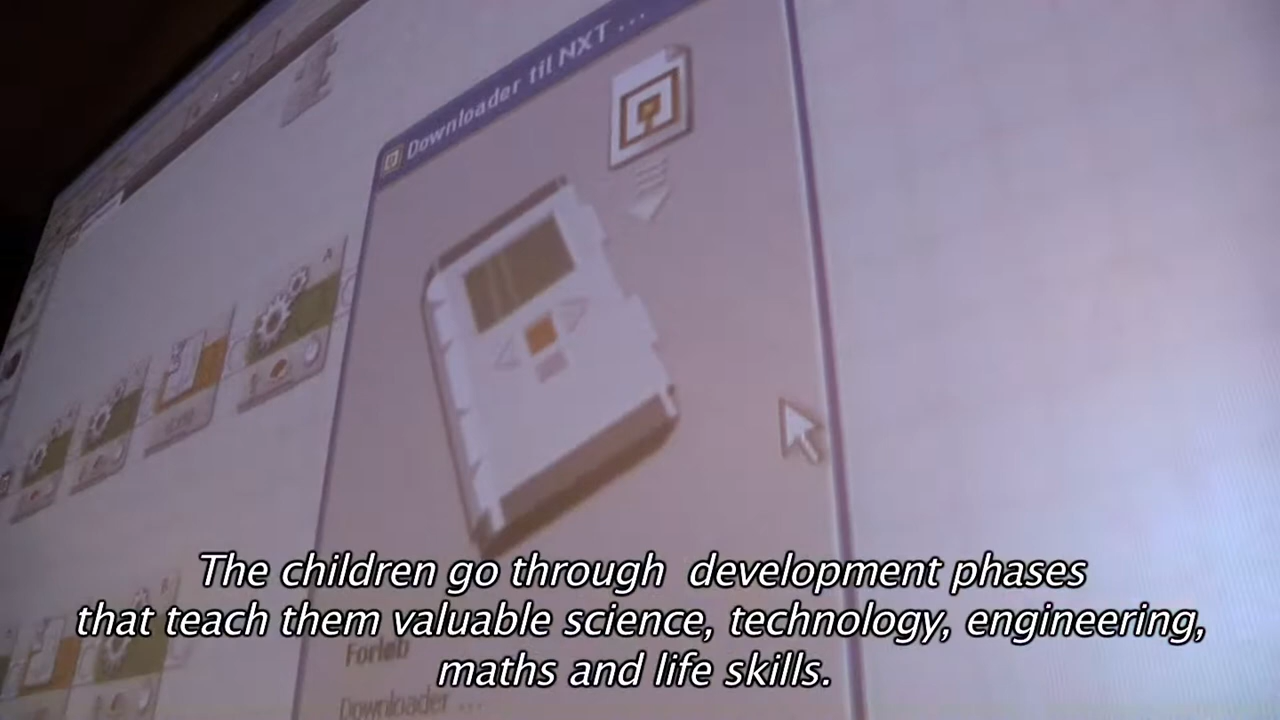 Downloader til NXT ...
A
The children go through development phases
that teach them valuable science, technology, engineering,
Forløb
maths and life skills.
Downloader ...